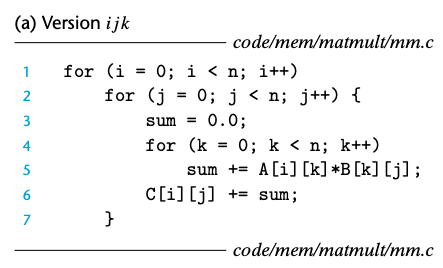 (a) Version ijk
code/mem/matmult/mm.c
1 for (i = 0; i < n; i++)
2 for (j = 0; j < n; j++) {
3 sum = 0.0;
4 for (k = 0; k < n; k++)
5 sum += A[i][k]*B[k][j];
6 C[i][j] += sum;
7 }
code/mem/matmult/mm.c